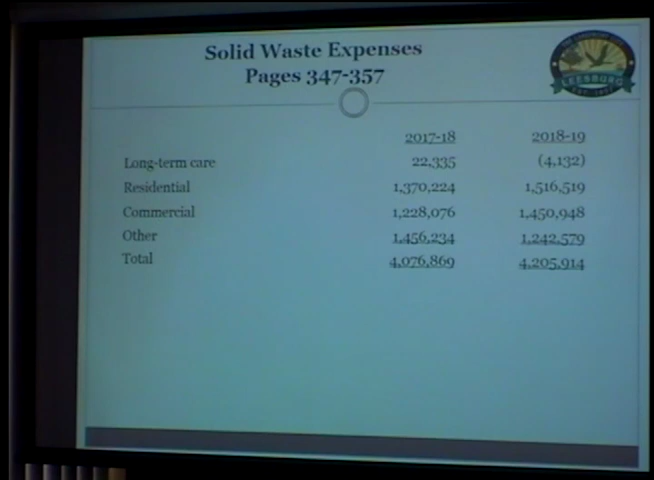 Solid Waste Expenses
Pages 347-357
LEESBURG
2017-18 2018-19
Long-term care 22,335 (4,132)
Residential 1,370,224 1,516,519
Commercial 1,228,076 1,450,948
Other 1,456,234 1,242,579
Total 4,076,869 4,205,914